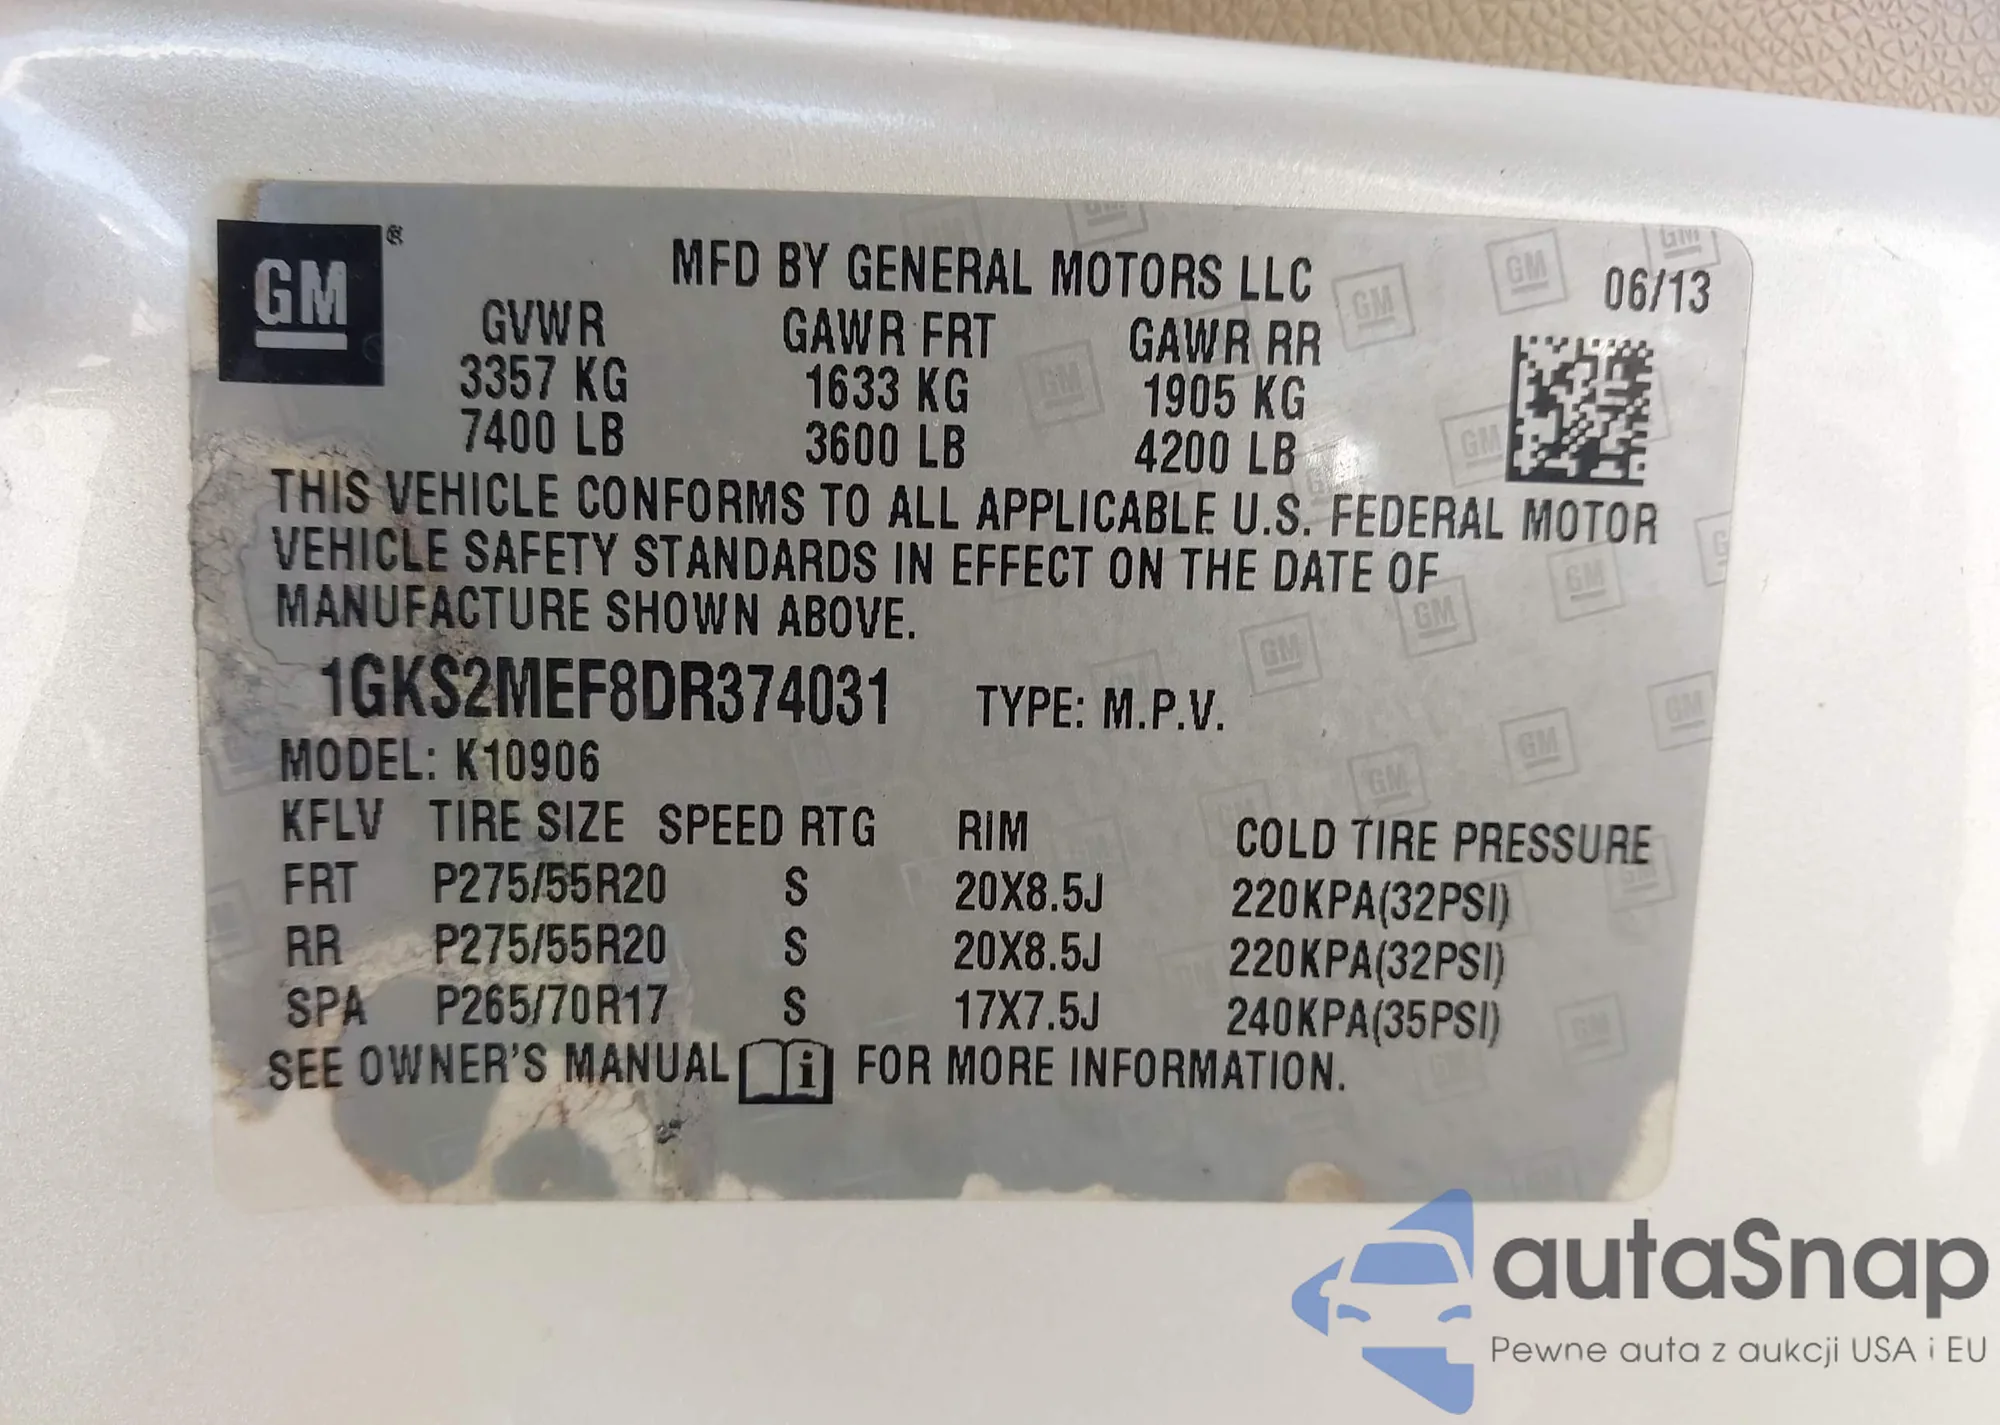 GM®
MFD BY GENERAL MOTORS LLC 06/13
GVWR GAWR FRT GAWR RR
3357 KG 1633 KG 1905 KG
7400 LB 3600 LB 4200 LB
THIS VEHICLE CONFORMS TO ALL APPLICABLE U.S. FEDERAL MOTOR
VEHICLE SAFETY STANDARDS IN EFFECT ON THE DATE OF
MANUFACTURE SHOWN ABOVE.
1GKS2MEF8DR374031 TYPE: M.P.V.
MODEL: K10906
KFLV TIRE SIZE SPEED RTG RIM COLD TIRE PRESSURE
FRT P275/55R20 S 20X8.5J 220KPA(32PSI)
RR P275/55R20 S 20X8.5J 220KPA(32PSI)
SPA P265/70R17 S 17X7.5J 240KPA(35PSI)
SEE OWNER'S MANUAL i FOR MORE INFORMATION.
autaSnap
Pewne auta z aukcji USA i EU